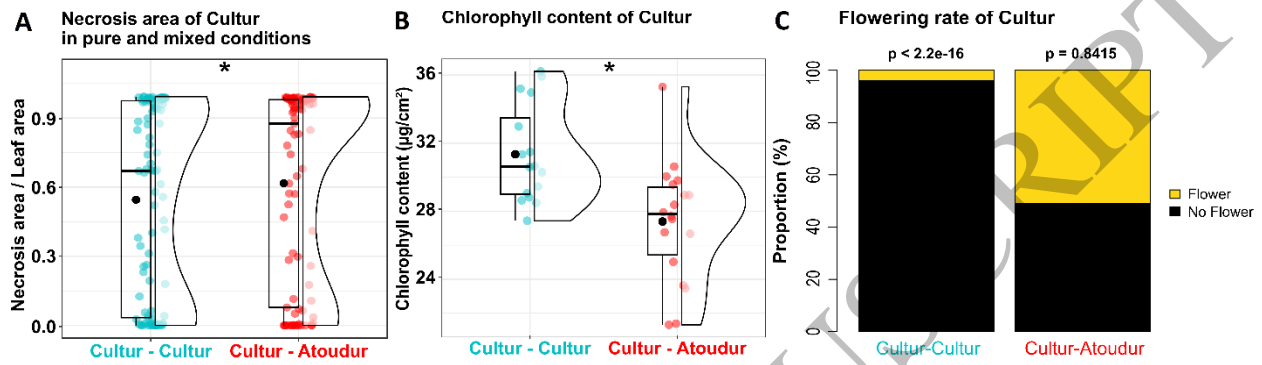 A
Necrosis area of Cultur
in pure and mixed conditions
*
Necrosis area / Leaf area
0.9
0.6
0.3
0.0
Cultur - Cultur
Cultur - Atoudur
B
Chlorophyll content of Cultur
*
Chlorophyll content (µg/cm²)
36
32
28
24
Cultur - Cultur
Cultur - Atoudur
C
Flowering rate of Cultur
p < 2.2e-16
p = 0.8415
Proportion (%)
100
80
60
40
20
0
Cultur-Cultur
Cultur-Atoudur
Flower
No Flower
USCRIPT